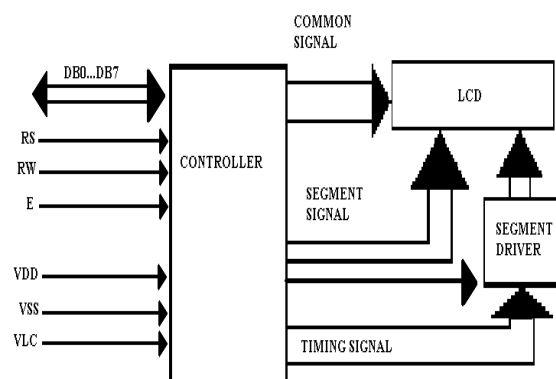 COMMON
SIGNAL
DB0...DB7
LCD
RS
RW
CONTROLLER
E
SEGMENT
SIGNAL
SEGMENT
DRIVER
VDD
VSS
VLC
TIMING SIGNAL